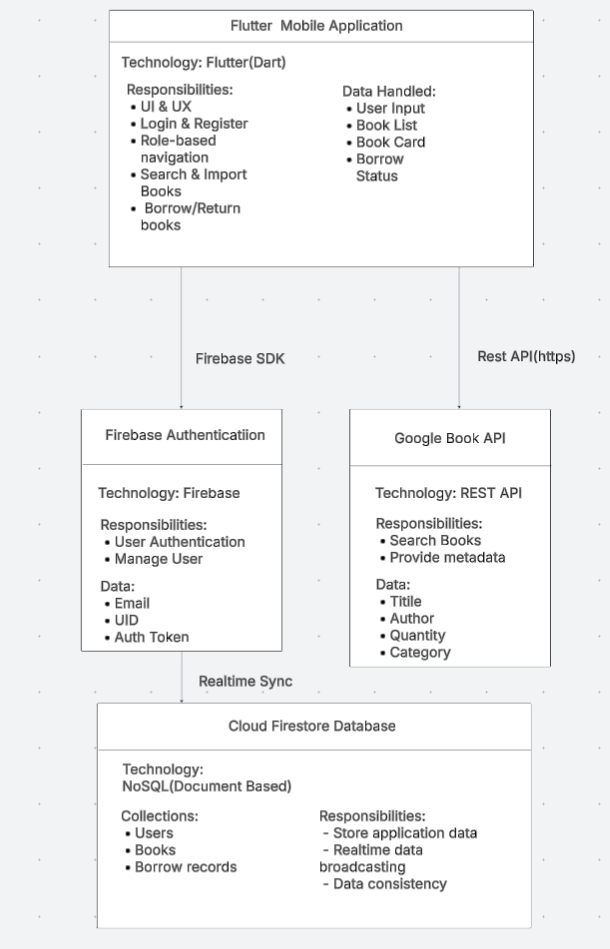 Flutter Mobile Application
Technology: Flutter(Dart)
Responsibilities:
• UI & UX
• Login & Register
• Role-based
navigation
• Search & Import
Books
• Borrow/Return
books
Data Handled:
• User Input
• Book List
• Book Card
• Borrow
Status
Firebase SDK
Rest API(https)
Firebase Authenticatiion
Technology: Firebase
Responsibilities:
• User Authentication
• Manage User
Data:
• Email
• UID
• Auth Token
Google Book API
Technology: REST API
Responsibilities:
• Search Books
• Provide metadata
Data:
• Titile
• Author
• Quantity
• Category
Realtime Sync
Cloud Firestore Database
Technology:
NoSQL(Document Based)
Collections:
• Users
• Books
• Borrow records
Responsibilities:
- Store application data
- Realtime data
broadcasting
- Data consistency